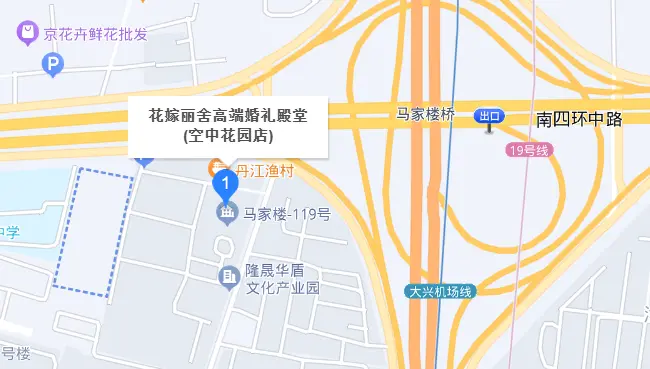 京花卉鲜花批发
P
花嫁丽舍高端婚礼殿堂
(空中花园店)
马家楼桥
出口
南四环中路
19号线
丹江渔村
1
马家楼-119号
中学
隆晟华盾
文化产业园
大兴机场线
号楼